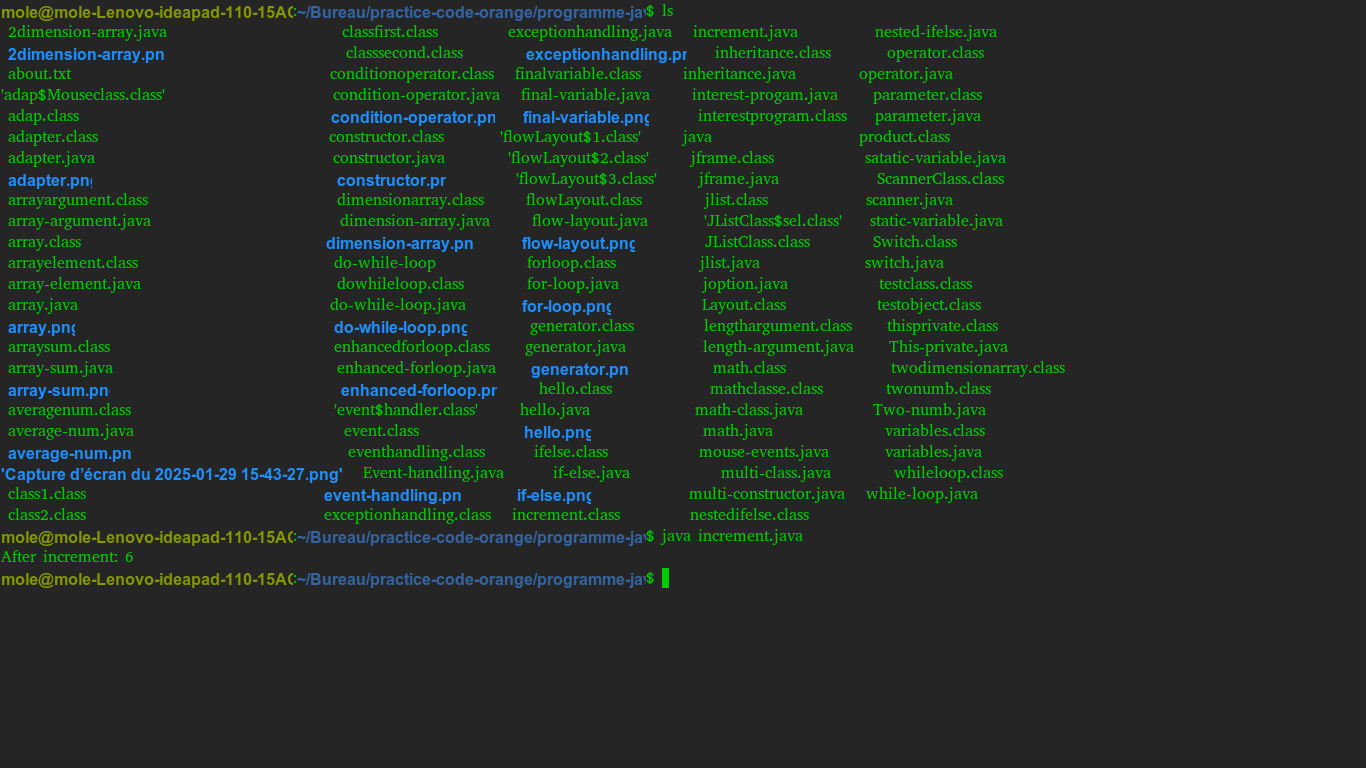 mole@mole-Lenovo-ideapad-110-15AC:~/Bureau/practice-code-orange/programme-jav$ ls
2dimension-array.java classfirst.class exceptionhandling.java increment.java nested-ifelse.java
2dimension-array.pn classsecond.class exceptionhandling.pr inheritance.class operator.class
about.txt conditionoperator.class finalvariable.class inheritance.java operator.java
'adap$Mouseclass.class' condition-operator.java final-variable.java interest-progam.java parameter.class
adap.class condition-operator.pn final-variable.png interestprogram.class parameter.java
adapter.class constructor.class 'flowLayout$1.class' java product.class
adapter.java constructor.java 'flowLayout$2.class' jframe.class satatic-variable.java
adapter.png constructor.pr 'flowLayout$3.class' jframe.java ScannerClass.class
arrayargument.class dimensionarray.class flowLayout.class jlist.class scanner.java
array-argument.java dimension-array.java flow-layout.java 'JListClass$sel.class' static-variable.java
array.class dimension-array.pn flow-layout.png JListClass.class Switch.class
arrayelement.class do-while-loop forloop.class jlist.java switch.java
array-element.java dowhileloop.class for-loop.java joption.java testclass.class
array.java do-while-loop.java for-loop.png Layout.class testobject.class
array.png do-while-loop.png generator.class lengthargument.class thisprivate.class
arraysum.class enhancedforloop.class generator.java length-argument.java This-private.java
array-sum.java enhanced-forloop.java generator.pn math.class twodimensionarray.class
array-sum.pn enhanced-forloop.pr hello.class mathclasse.class twonumb.class
averagenum.class 'event$handler.class' hello.java math-class.java Two-numb.java
average-num.java event.class hello.png math.java variables.class
average-num.pn eventhandling.class ifelse.class mouse-events.java variables.java
'Capture d'écran du 2025-01-29 15-43-27.png' Event-handling.java if-else.java multi-class.java whileloop.class
class1.class event-handling.pn if-else.png multi-constructor.java while-loop.java
class2.class exceptionhandling.class increment.class nestedifelse.class
mole@mole-Lenovo-ideapad-110-15AC:~/Bureau/practice-code-orange/programme-jav$ java increment.java
After increment: 6
mole@mole-Lenovo-ideapad-110-15AC:~/Bureau/practice-code-orange/programme-jav$